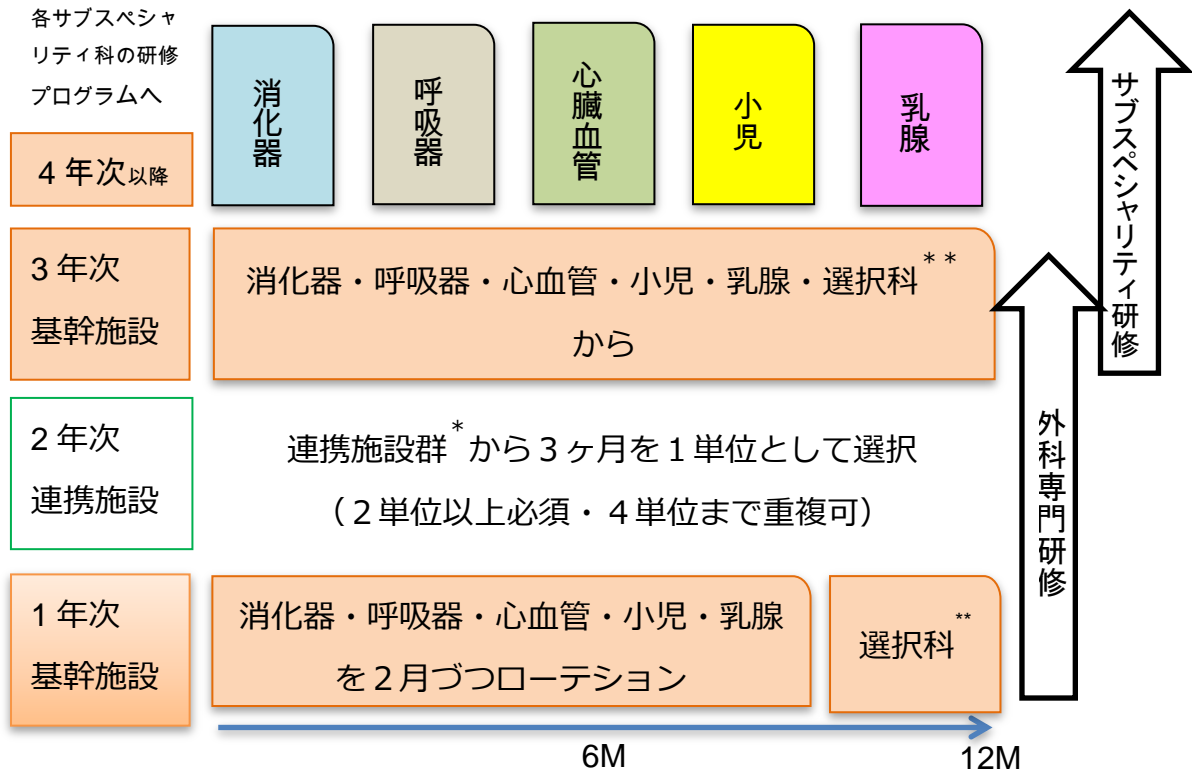 各サブスペシャ
リティ科の研修
プログラムへ
消化器
呼吸器
心臓血管
小児
乳腺
サブスペシャリティ研修
4年次以降
3年次
基幹施設
消化器・呼吸器・心血管・小児・乳腺・選択科**
から
2年次
連携施設
連携施設群*から3ヶ月を1単位として選択
(2単位以上必須・4単位まで重複可)
外科専門研修
1年次
基幹施設
消化器・呼吸器・心血管・小児・乳腺
を2月づつローテション
選択科**
6M
12M